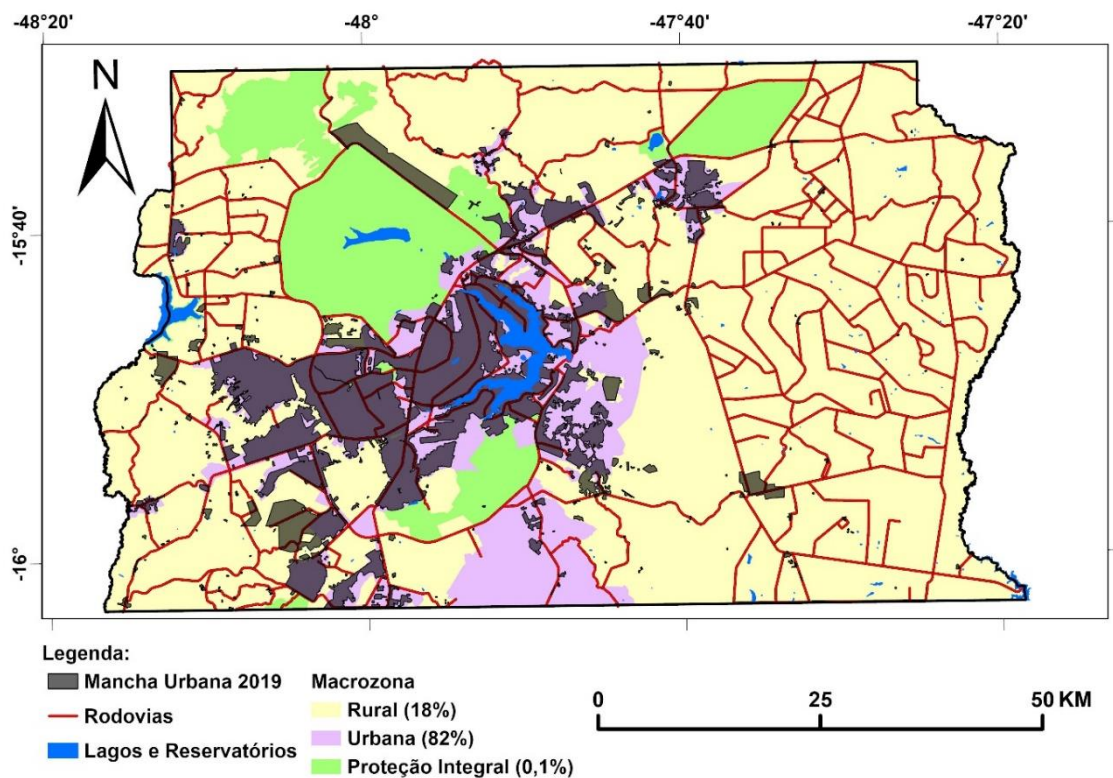 -48°20' -48° -47°40' -47°20'
N
-15°40'
-16°
Legenda:
Mancha Urbana 2019
Rodovias
Lagos e Reservatórios
Macrozona
Rural (18%)
Urbana (82%)
Proteção Integral (0,1%)
0 25 50 KM